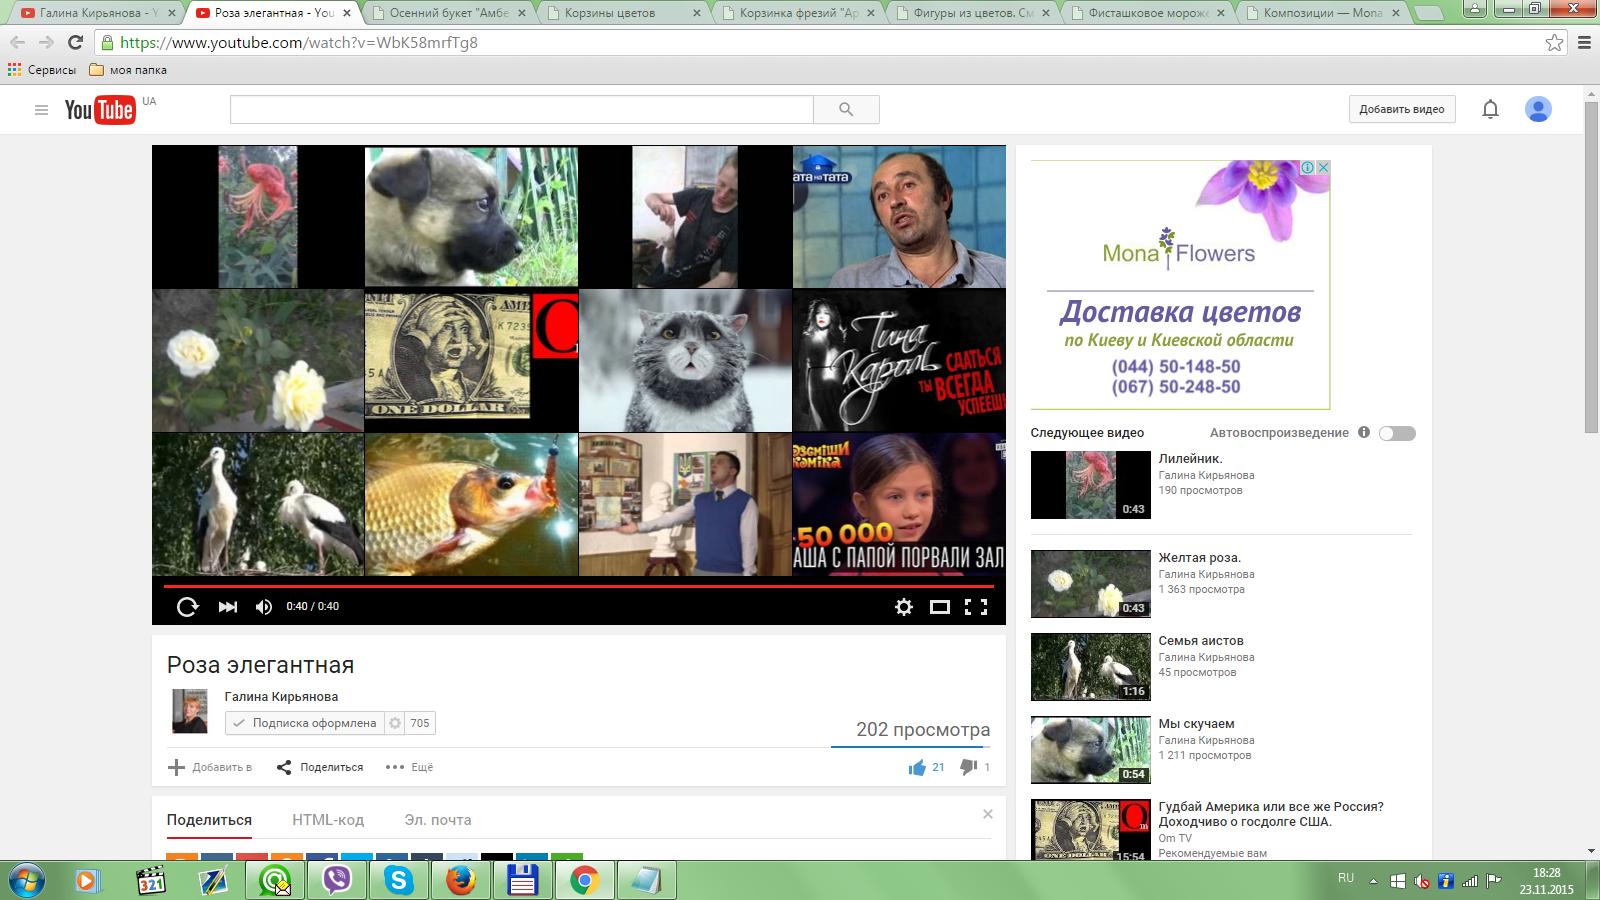 Галина Кирьянова - Y
Роза элегантная - You
Осенний букет "Амбе
Корзины цветов
Корзинка фрезий "Ар
Фигуры из цветов. См
Фисташковое мороже
Композиции — Mona
https://www.youtube.com/watch?v=WbK58mrfTg8
Сервисы
моя папка
YouTube UA
Добавить видео
ата на тата
ONE DOLLAR
Тина
Кароль
СДАТЬСЯ
ТЫ ВСЕГДА
УСПЕЕШЬ
РОЗСМІШИ
КОМІКА
50 000
АША С ПАПОЙ ПОРВАЛИ ЗАЛ
0:40 / 0:40
Mona Flowers
Доставка цветов
по Киеву и Киевской области
(044) 50-148-50
(067) 50-248-50
Следующее видео
Автовоспроизведение
Лилейник.
Галина Кирьянова
190 просмотров
0:43
Желтая роза.
Галина Кирьянова
1 363 просмотра
0:43
Семья аистов
Галина Кирьянова
45 просмотров
1:16
Мы скучаем
Галина Кирьянова
1 211 просмотров
0:54
Гудбай Америка или все же Россия?
Доходчиво о госдолге США.
Om TV
Рекомендуемые вам
15:54
Роза элегантная
Галина Кирьянова
Подписка оформлена
705
202 просмотра
Добавить в
Поделиться
Ещё
21
1
Поделиться
HTML-код
Эл. почта
321
RU
18:28
23.11.2015